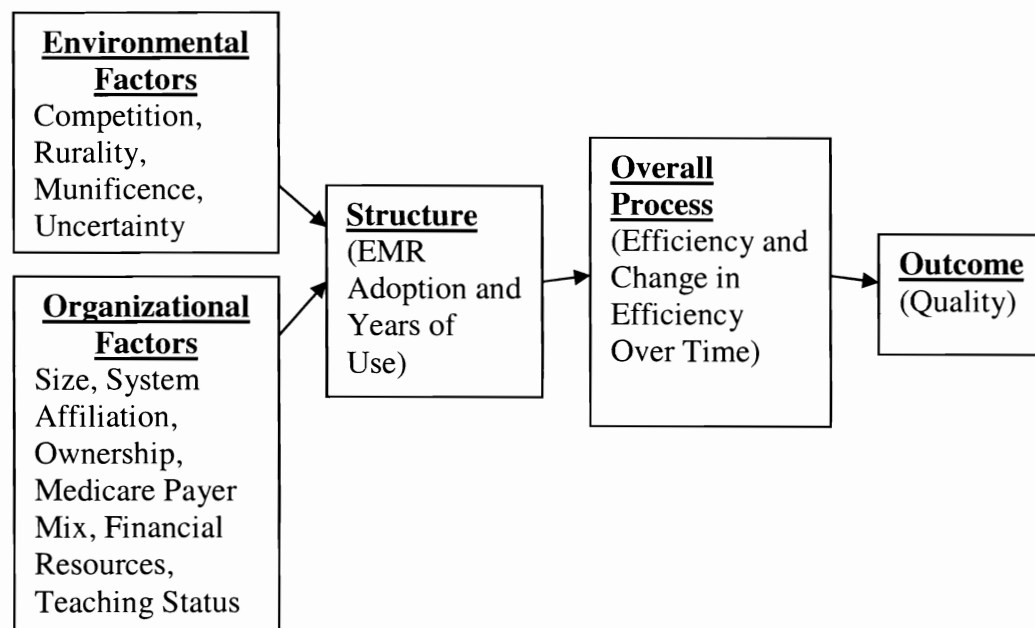 Environmental
Factors
Competition,
Rurality,
Munificence,
Uncertainty
Organizational
Factors
Size, System
Affiliation,
Ownership,
Medicare Payer
Mix, Financial
Resources,
Teaching Status
Structure
(EMR
Adoption and
Years of
Use)
Overall
Process
(Efficiency and
Change in
Efficiency
Over Time)
Outcome
(Quality)